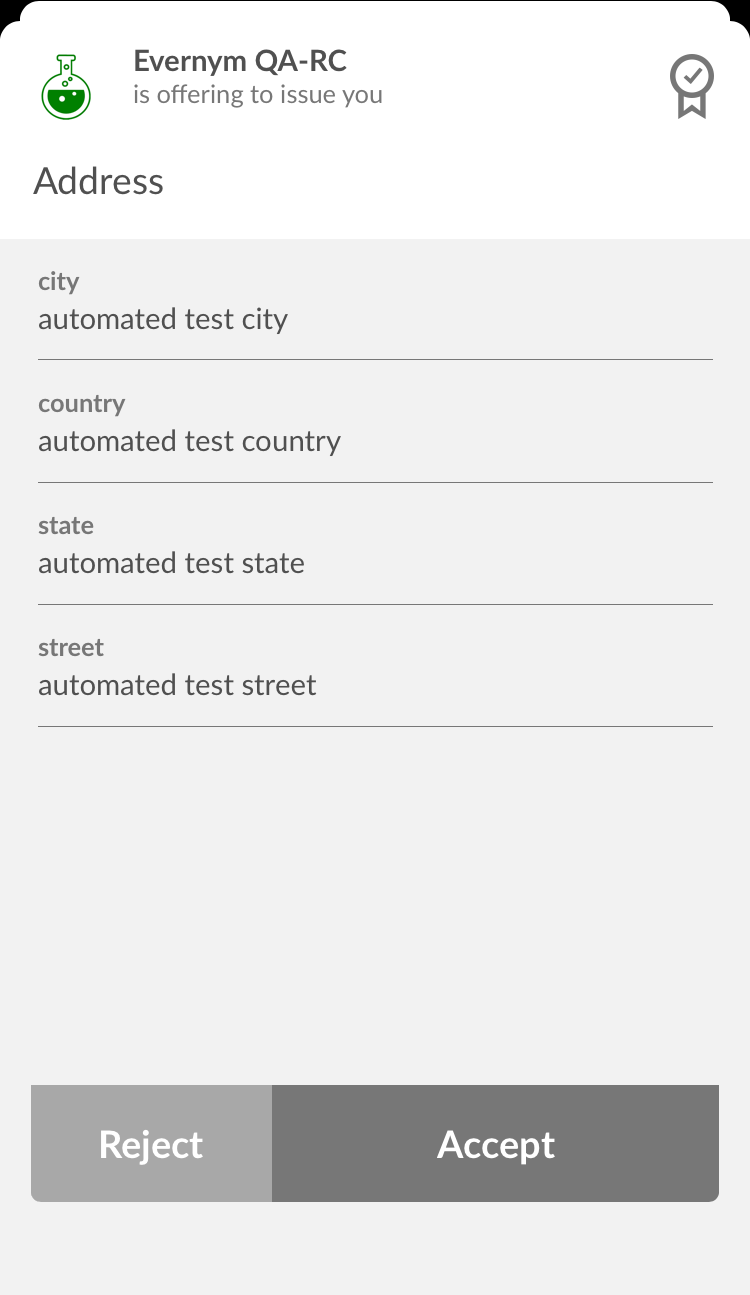 Evernym QA-RC
is offering to issue you
Address
city
automated test city
country
automated test country
state
automated test state
street
automated test street
Reject
Accept